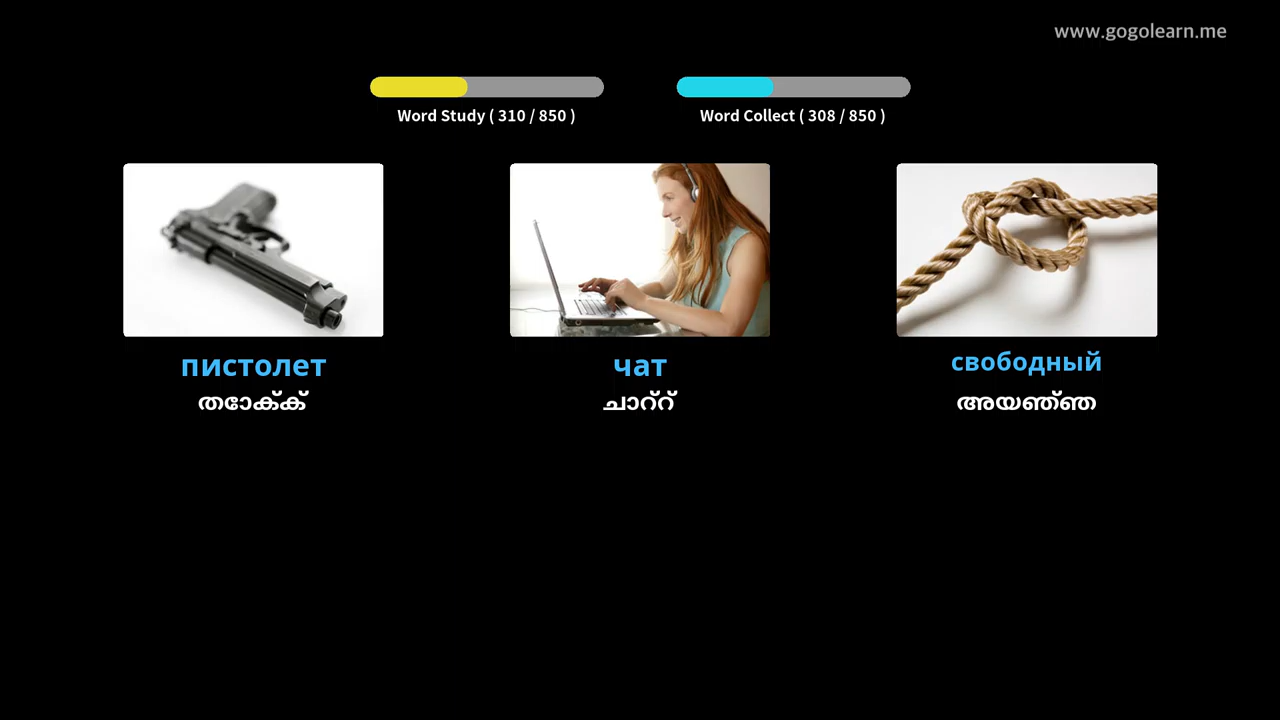 www.gogolearn.me
Word Study ( 310 / 850 )
Word Collect ( 308 / 850 )
пистолет
чат
свободный
തോക്ക്
ചാറ്റ്
അയഞ്ഞ